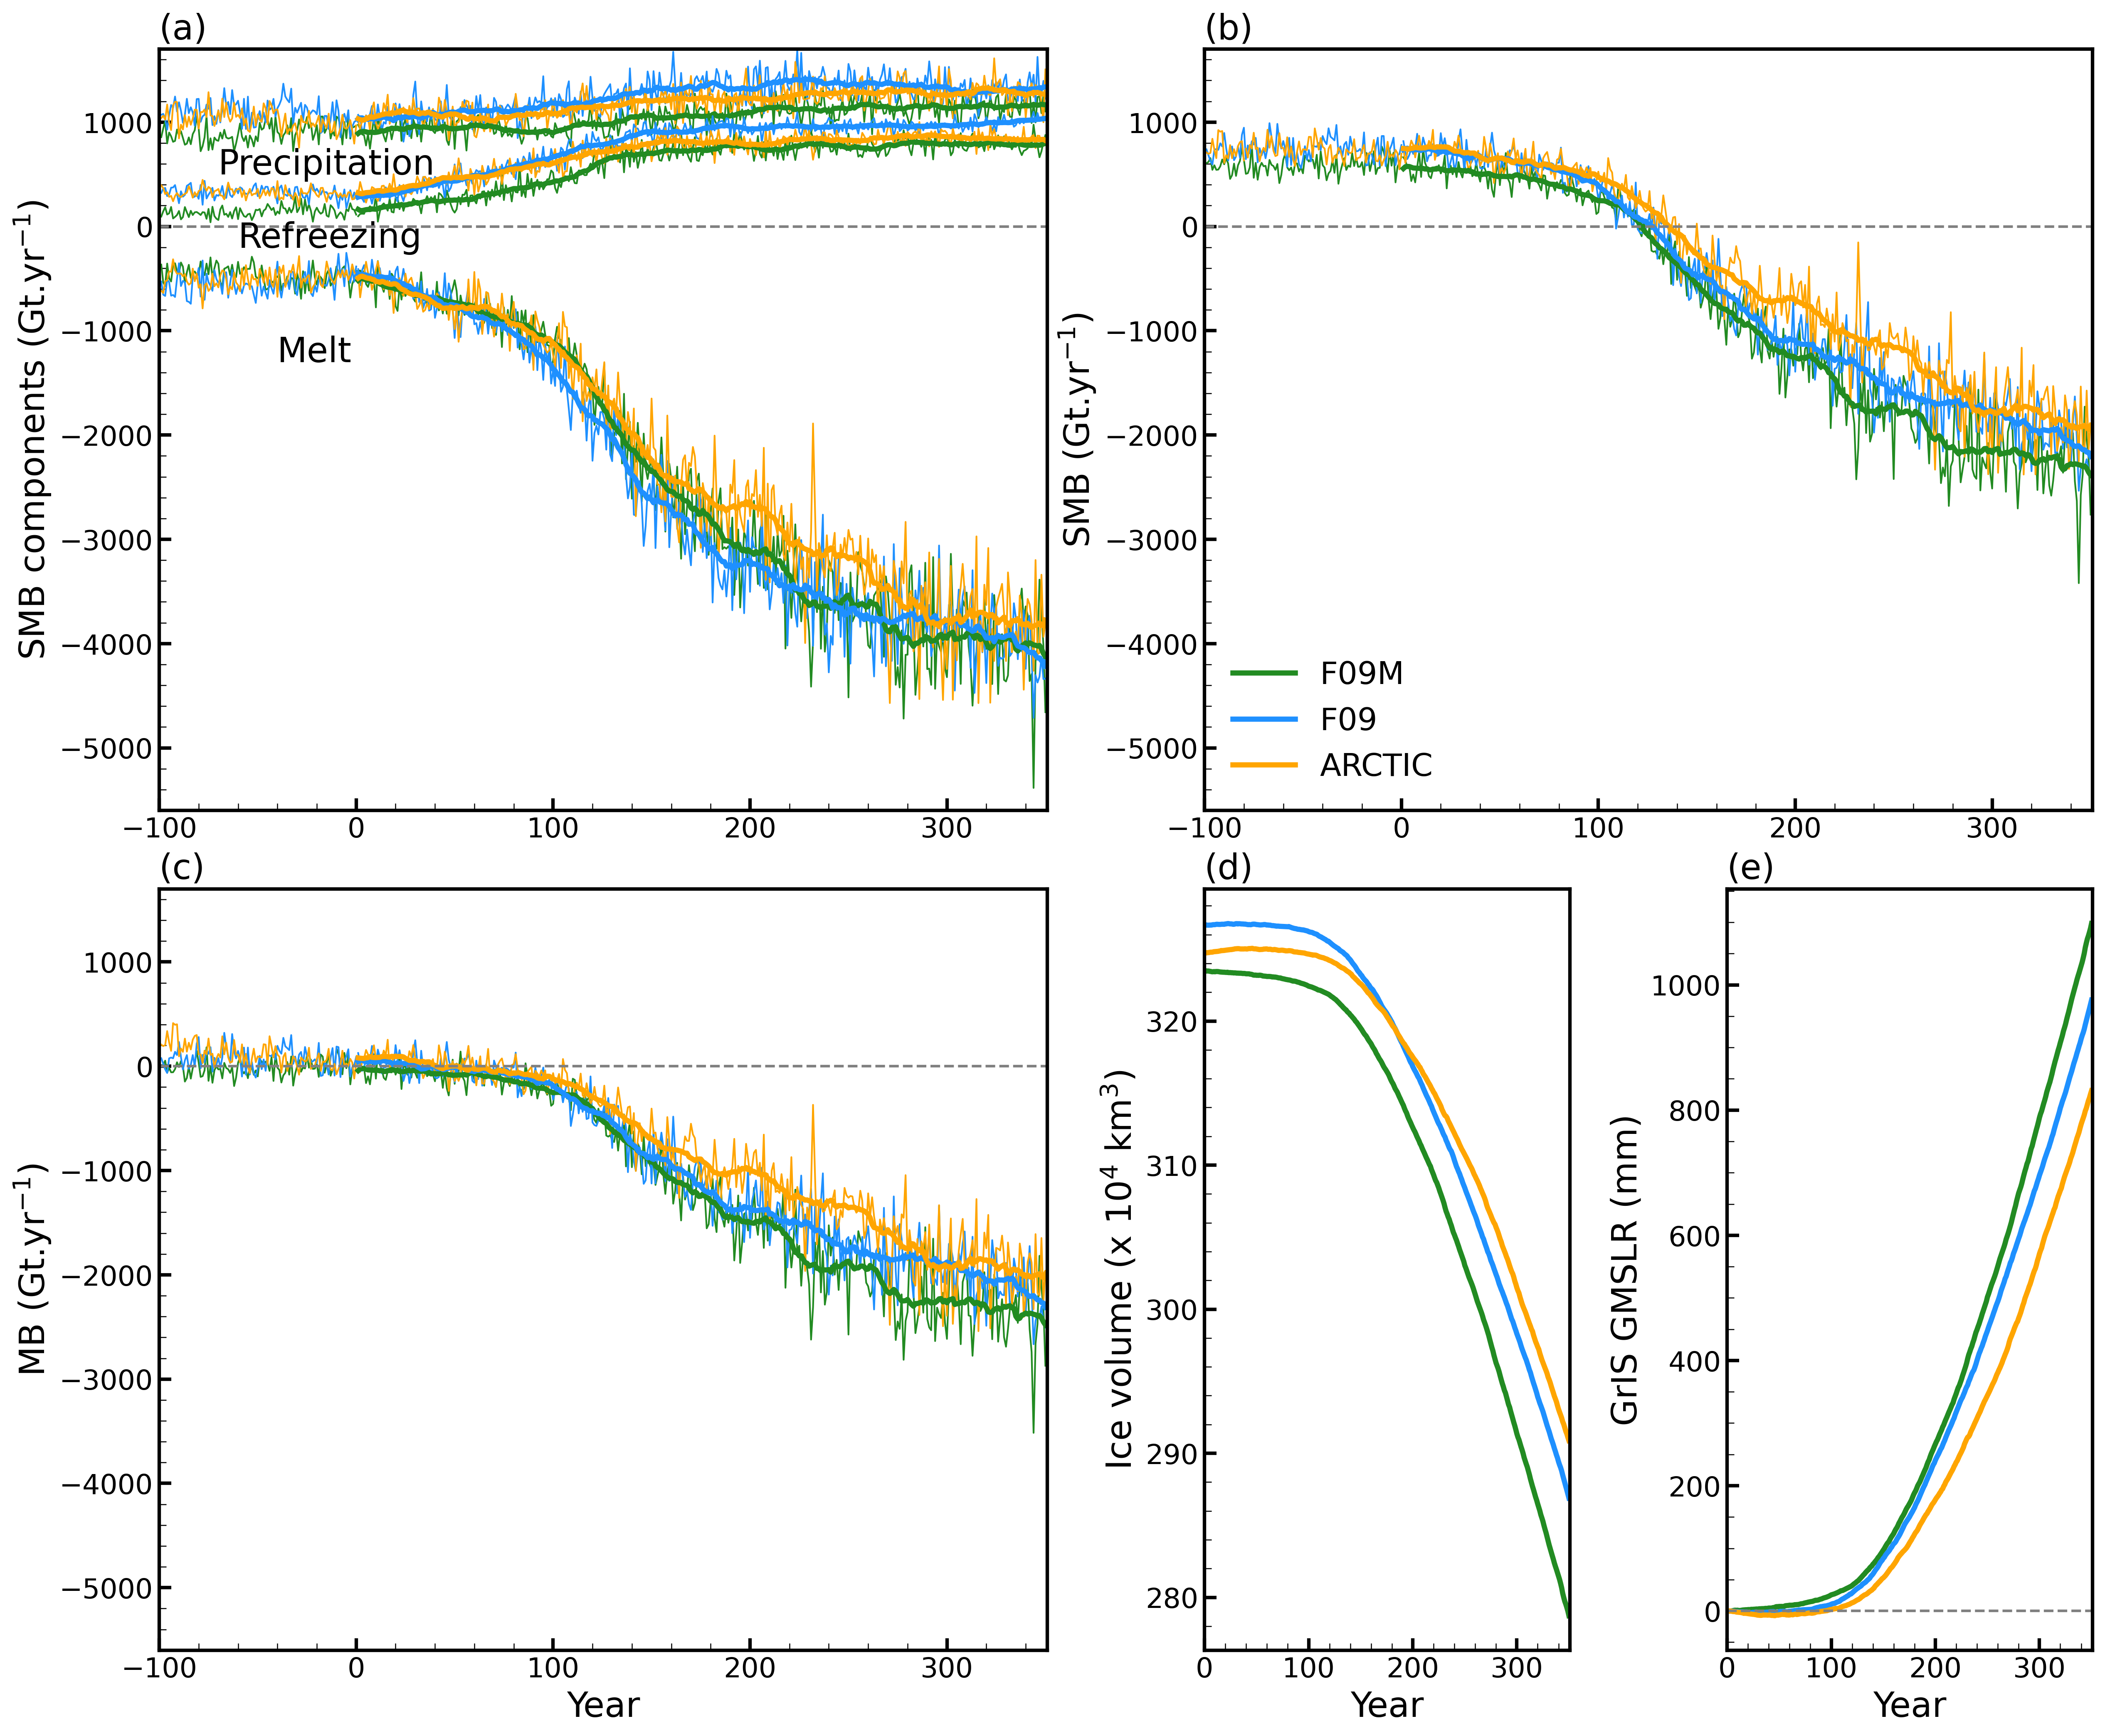 (a)
SMB components (Gt.yr⁻¹)
1000
0
−1000
−2000
−3000
−4000
−5000
Precipitation
Refreezing
Melt
−100 0 100 200 300
(b)
SMB (Gt.yr⁻¹)
1000
0
−1000
−2000
−3000
−4000
−5000
F09M
F09
ARCTIC
−100 0 100 200 300
(c)
MB (Gt.yr⁻¹)
1000
0
−1000
−2000
−3000
−4000
−5000
−100 0 100 200 300
Year
(d)
Ice volume (x 10⁴ km³)
320
310
300
290
280
0 100 200 300
Year
(e)
GrIS GMSLR (mm)
1000
800
600
400
200
0
0 100 200 300
Year